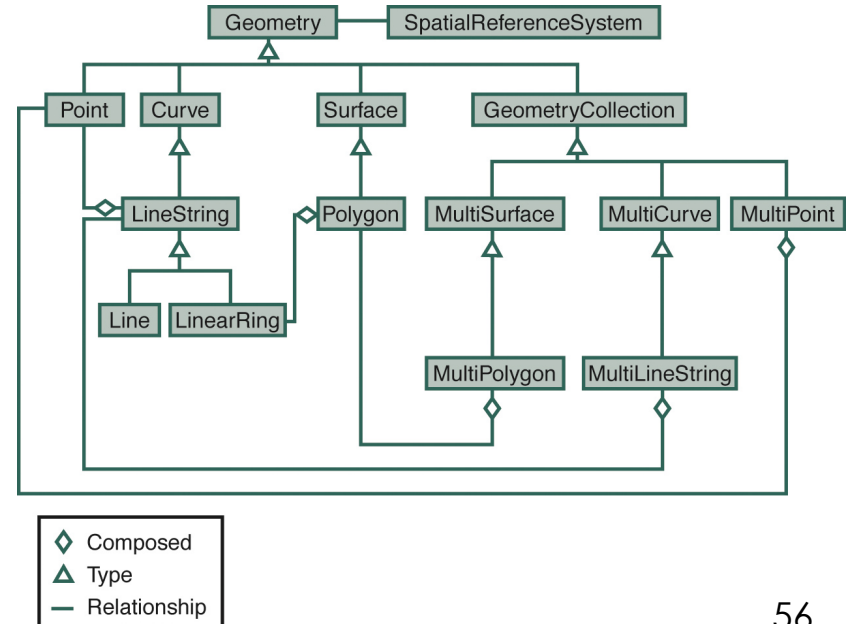 Geometry SpatialReferenceSystem
Point Curve Surface GeometryCollection
LineString Polygon MultiSurface MultiCurve MultiPoint
Line LinearRing
MultiPolygon MultiLineString
Composed
Type
Relationship
56